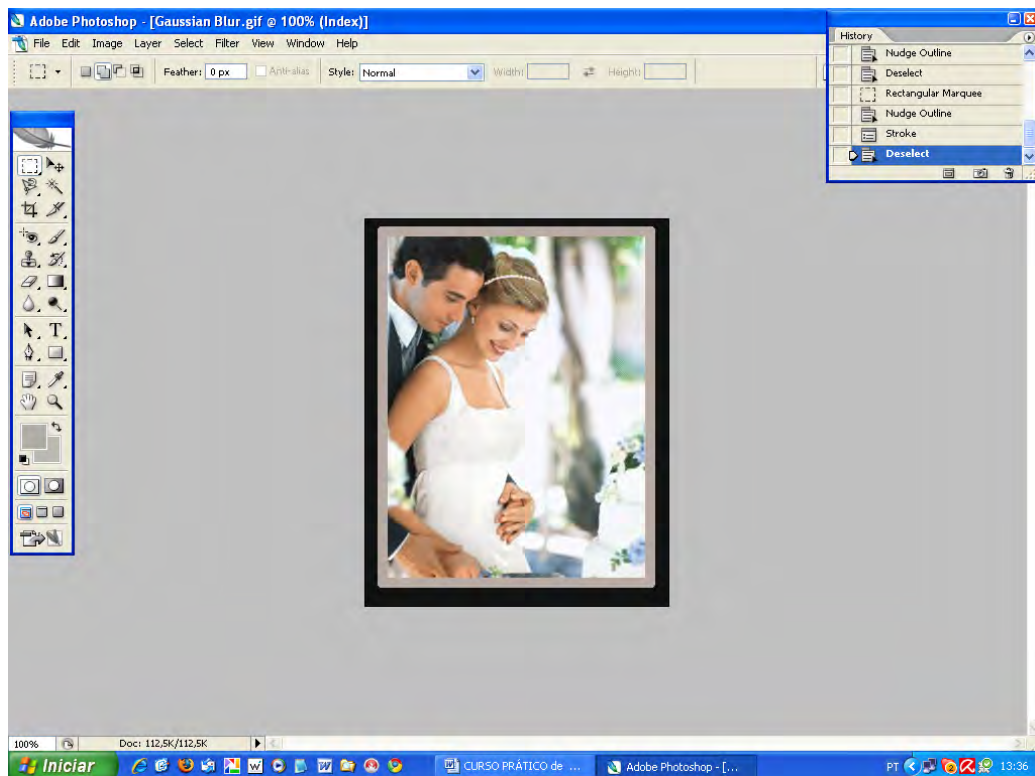 Adobe Photoshop - [Gaussian Blur.gif @ 100% (Index)]
File Edit Image Layer Select Filter View Window Help
Feather: 0 px Anti-alias Style: Normal Width: Height:
History
Nudge Outline
Deselect
Rectangular Marquee
Nudge Outline
Stroke
Deselect
T
100% Doc: 112,5K/112,5K
Iniciar CURSO PRÁTICO de ... Adobe Photoshop - [... PT 13:36